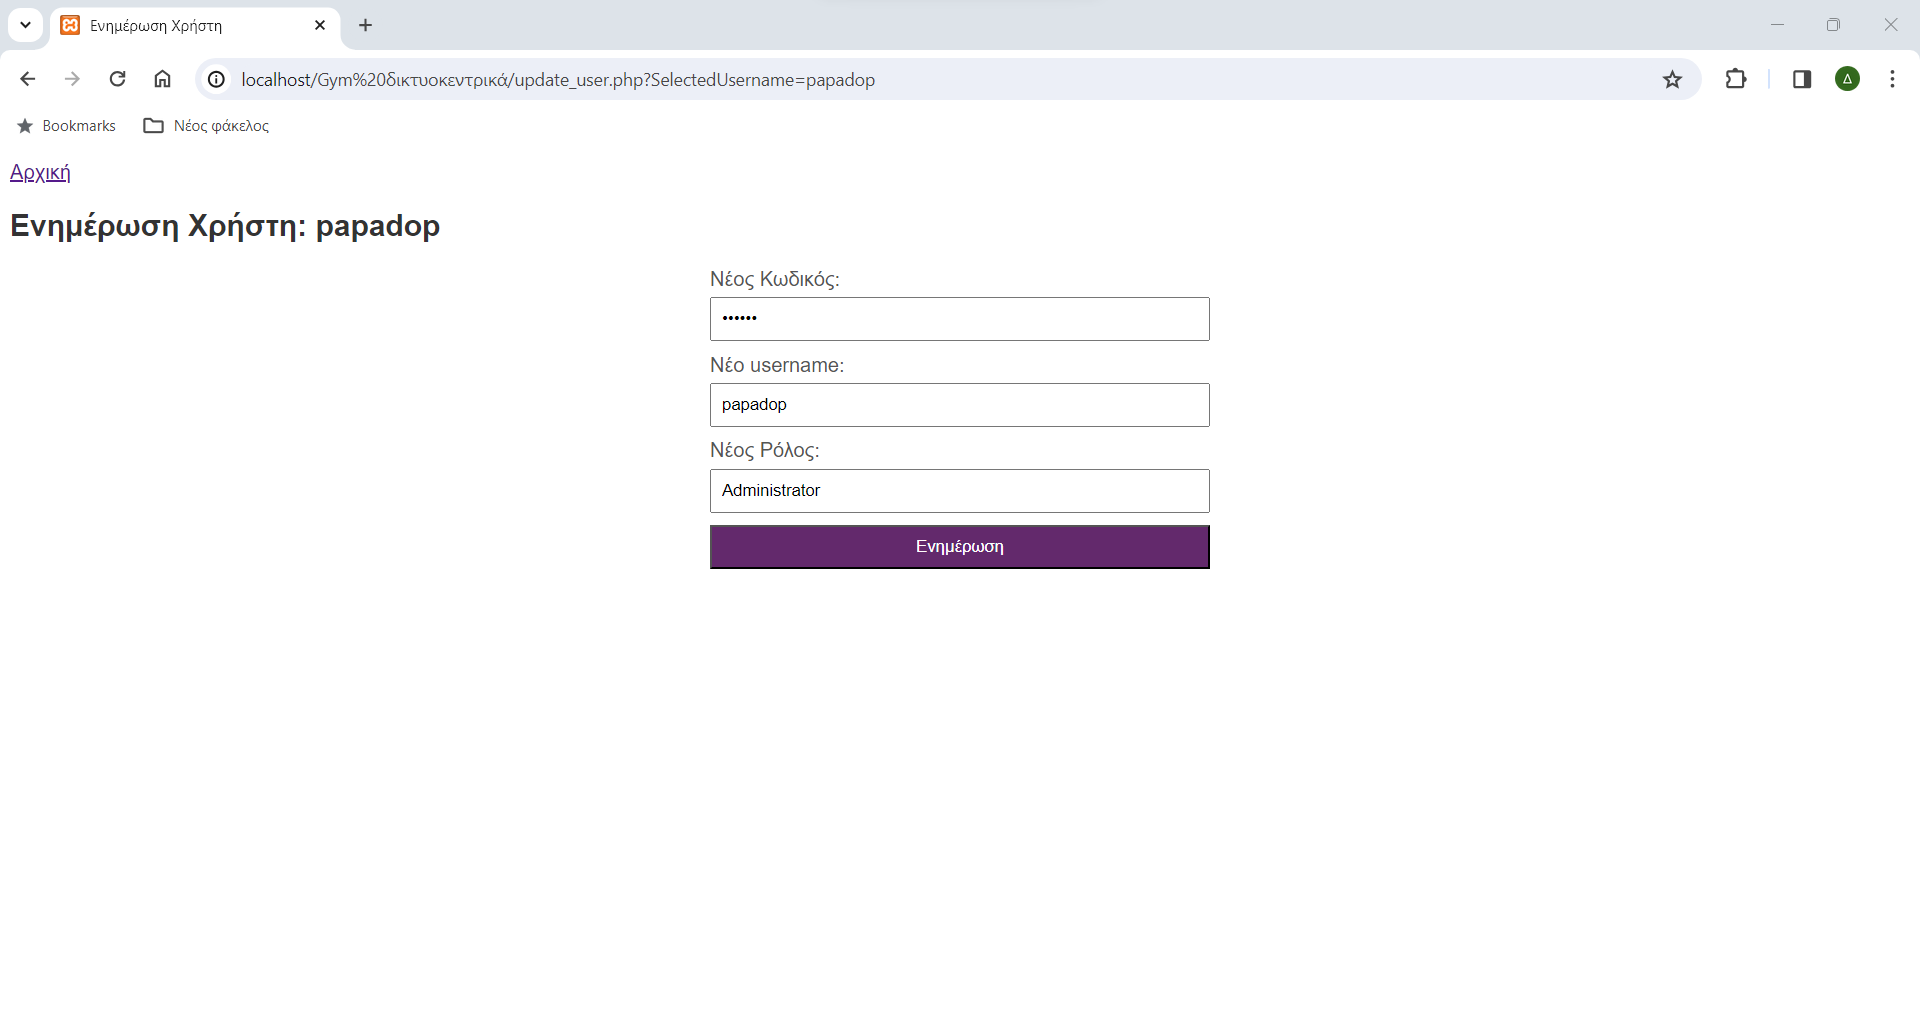 Ενημέρωση Χρήστη
localhost/Gym%20δικτυοκεντρικά/update_user.php?SelectedUsername=papadop
Δ
Bookmarks
Νέος φάκελος
Αρχική
Ενημέρωση Χρήστη: papadop
Νέος Κωδικός:
••••••
Νέο username:
papadop
Νέος Ρόλος:
Administrator
Ενημέρωση